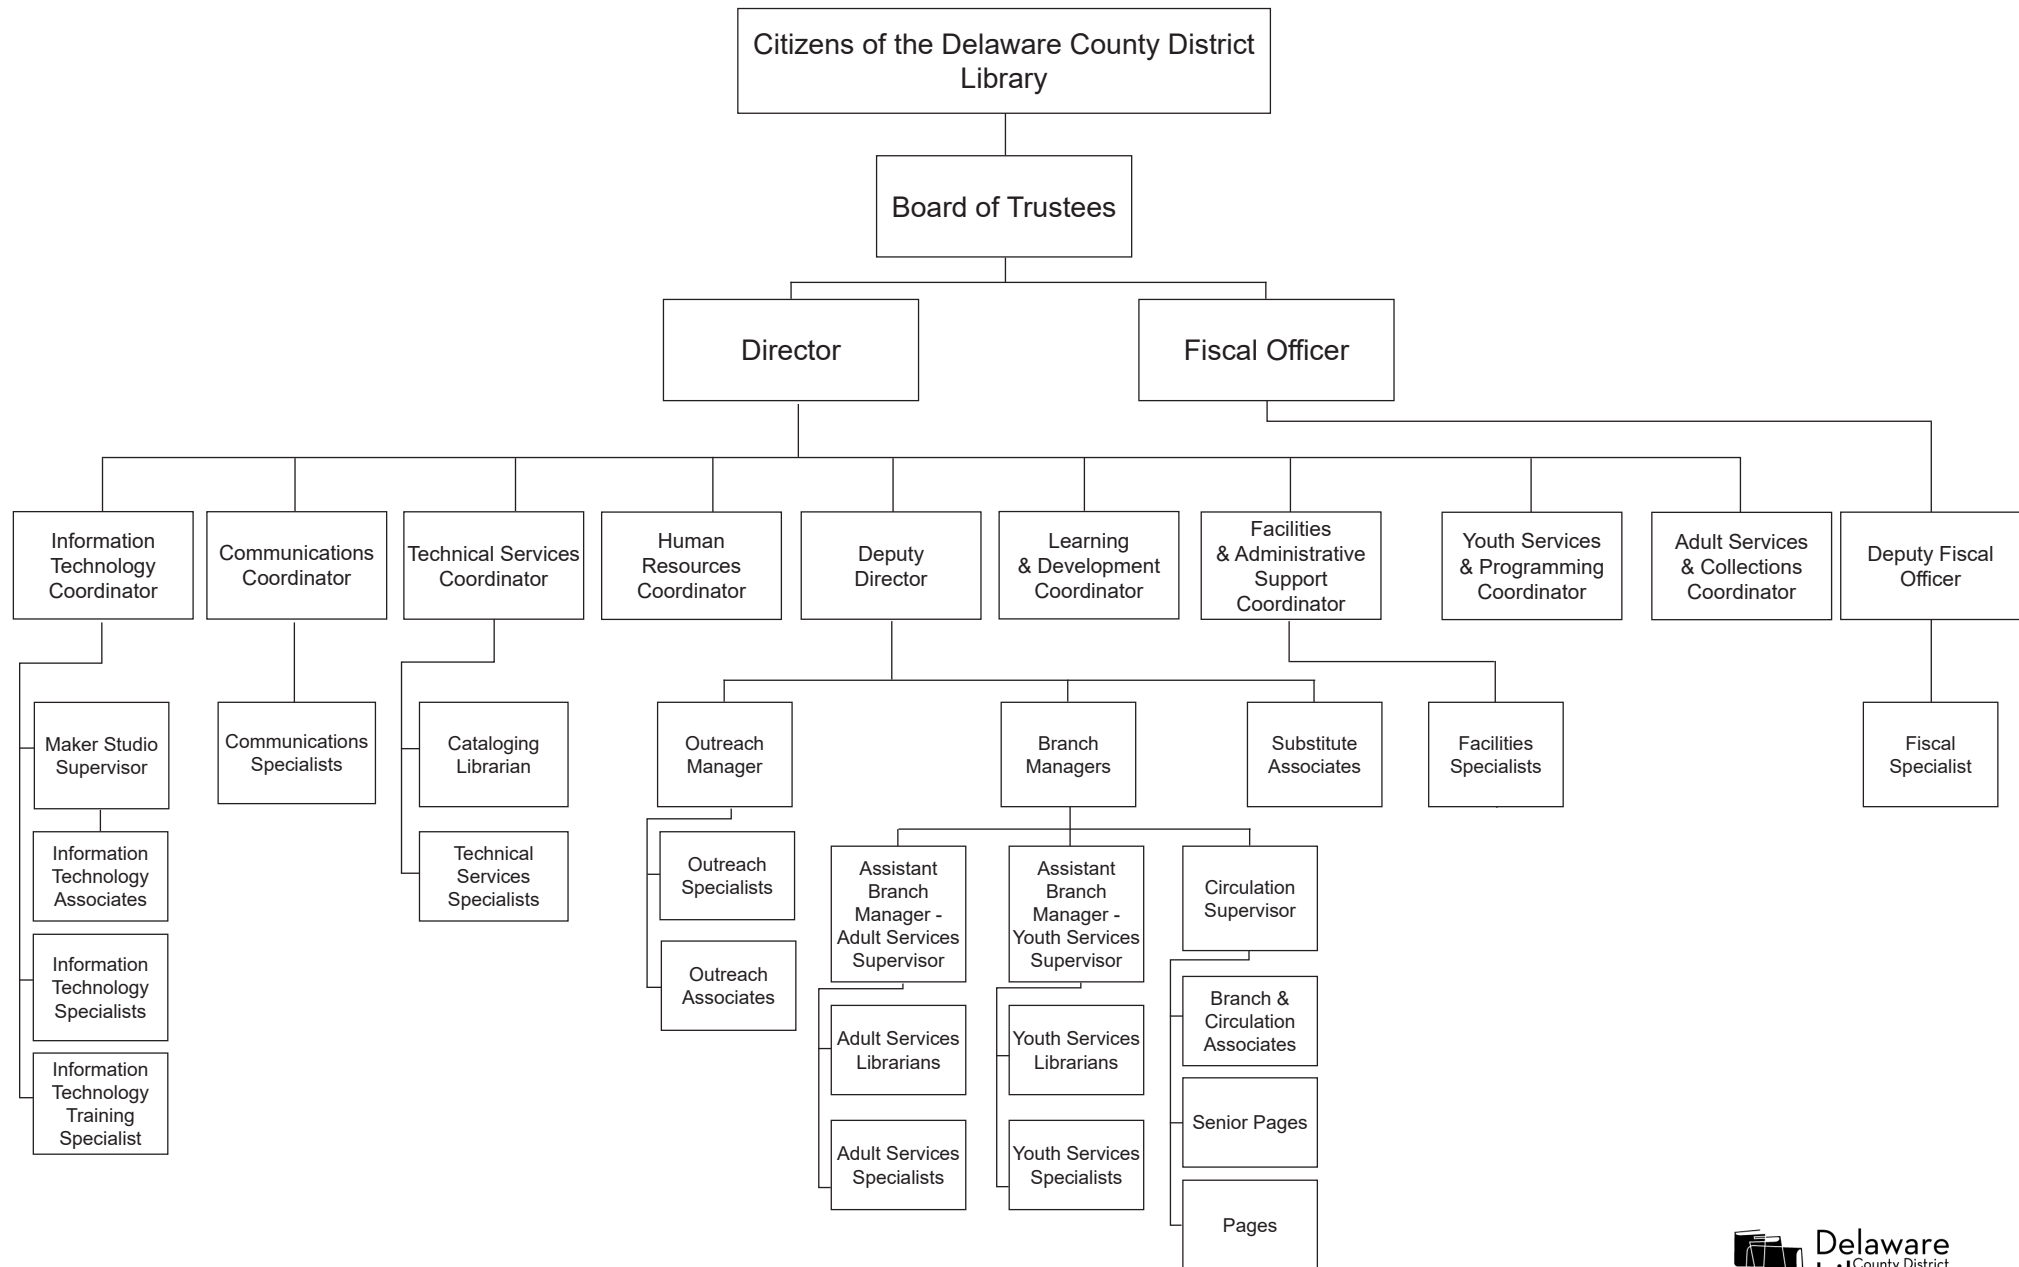 Citizens of the Delaware County District
Library
Board of Trustees
Director
Fiscal Officer
Information
Technology
Coordinator
Communications
Coordinator
Technical Services
Coordinator
Human
Resources
Coordinator
Deputy
Director
Learning
& Development
Coordinator
Facilities
& Administrative
Support
Coordinator
Youth Services
& Programming
Coordinator
Adult Services
& Collections
Coordinator
Deputy Fiscal
Officer
Maker Studio
Supervisor
Communications
Specialists
Cataloging
Librarian
Outreach
Manager
Branch
Managers
Substitute
Associates
Facilities
Specialists
Fiscal
Specialist
Information
Technology
Associates
Technical
Services
Specialists
Outreach
Specialists
Assistant
Branch
Manager -
Adult Services
Supervisor
Assistant
Branch
Manager -
Youth Services
Supervisor
Circulation
Supervisor
Information
Technology
Specialists
Outreach
Associates
Adult Services
Librarians
Youth Services
Librarians
Branch &
Circulation
Associates
Information
Technology
Training
Specialist
Adult Services
Specialists
Youth Services
Specialists
Senior Pages
Pages
Delaware
County District